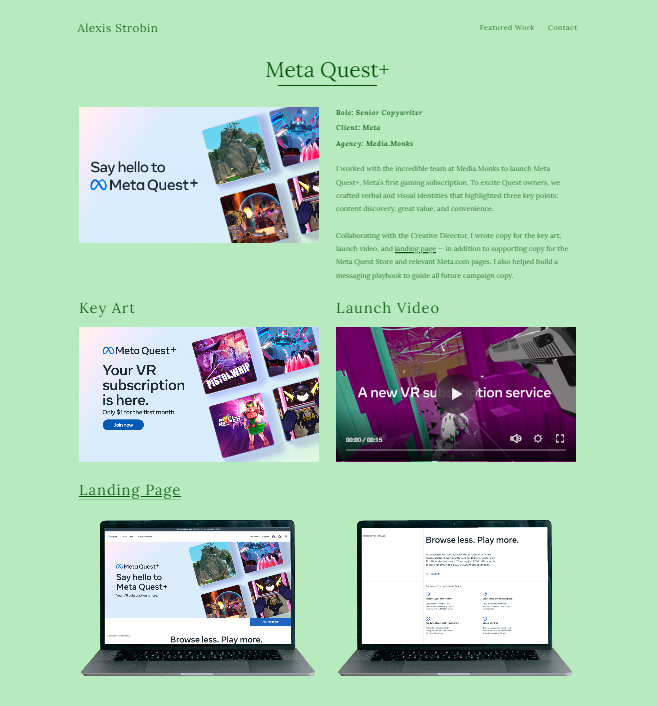 Alexis Strobin
Featured Work Contact
Meta Quest+
Say hello to
Meta Quest+
Role: Senior Copywriter
Client: Meta
Agency: Media.Monks
I worked with the incredible team at Media.Monks to launch Meta
Quest+, Meta's first gaming subscription. To excite Quest owners, we
crafted verbal and visual identities that highlighted three key points:
content discovery, great value, and convenience.
Collaborating with the Creative Director, I wrote copy for the key art,
launch video, and landing page — in addition to supporting copy for the
Meta Quest Store and relevant Meta.com pages. I also helped build a
messaging playbook to guide all future campaign copy.
Key Art
Meta Quest+
Your VR
subscription
is here.
Only $1 for the first month.
Join now
PISTOLWHIP
Launch Video
A new VR su tion service
00:00 / 00:15
Landing Page
Meta Quest+
Say hello to
Meta Quest+
Browse less. Play more.
Browse less. Play more.